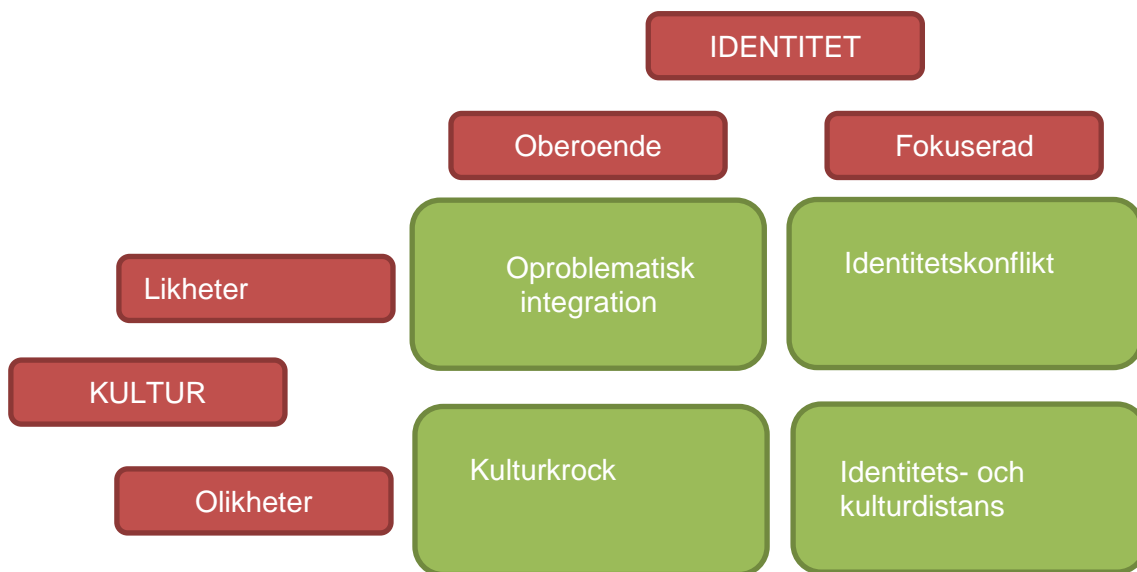 IDENTITET
Oberoende
Fokuserad
Likheter
Oproblematisk
integration
Identitetskonflikt
KULTUR
Olikheter
Kulturkrock
Identitets- och
kulturdistans